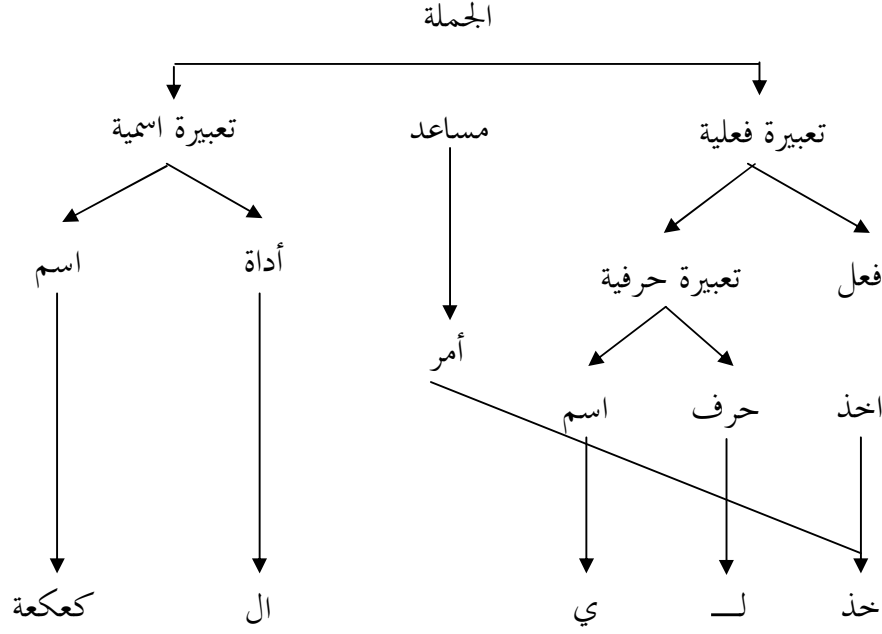 الجملة
تعبيرة فعلية مساعد تعبيرة اسمية
فعل تعبيرة حرفية أداة اسم
أمر
اخذ حرف اسم
خذ لـــ ي ال كعكعة